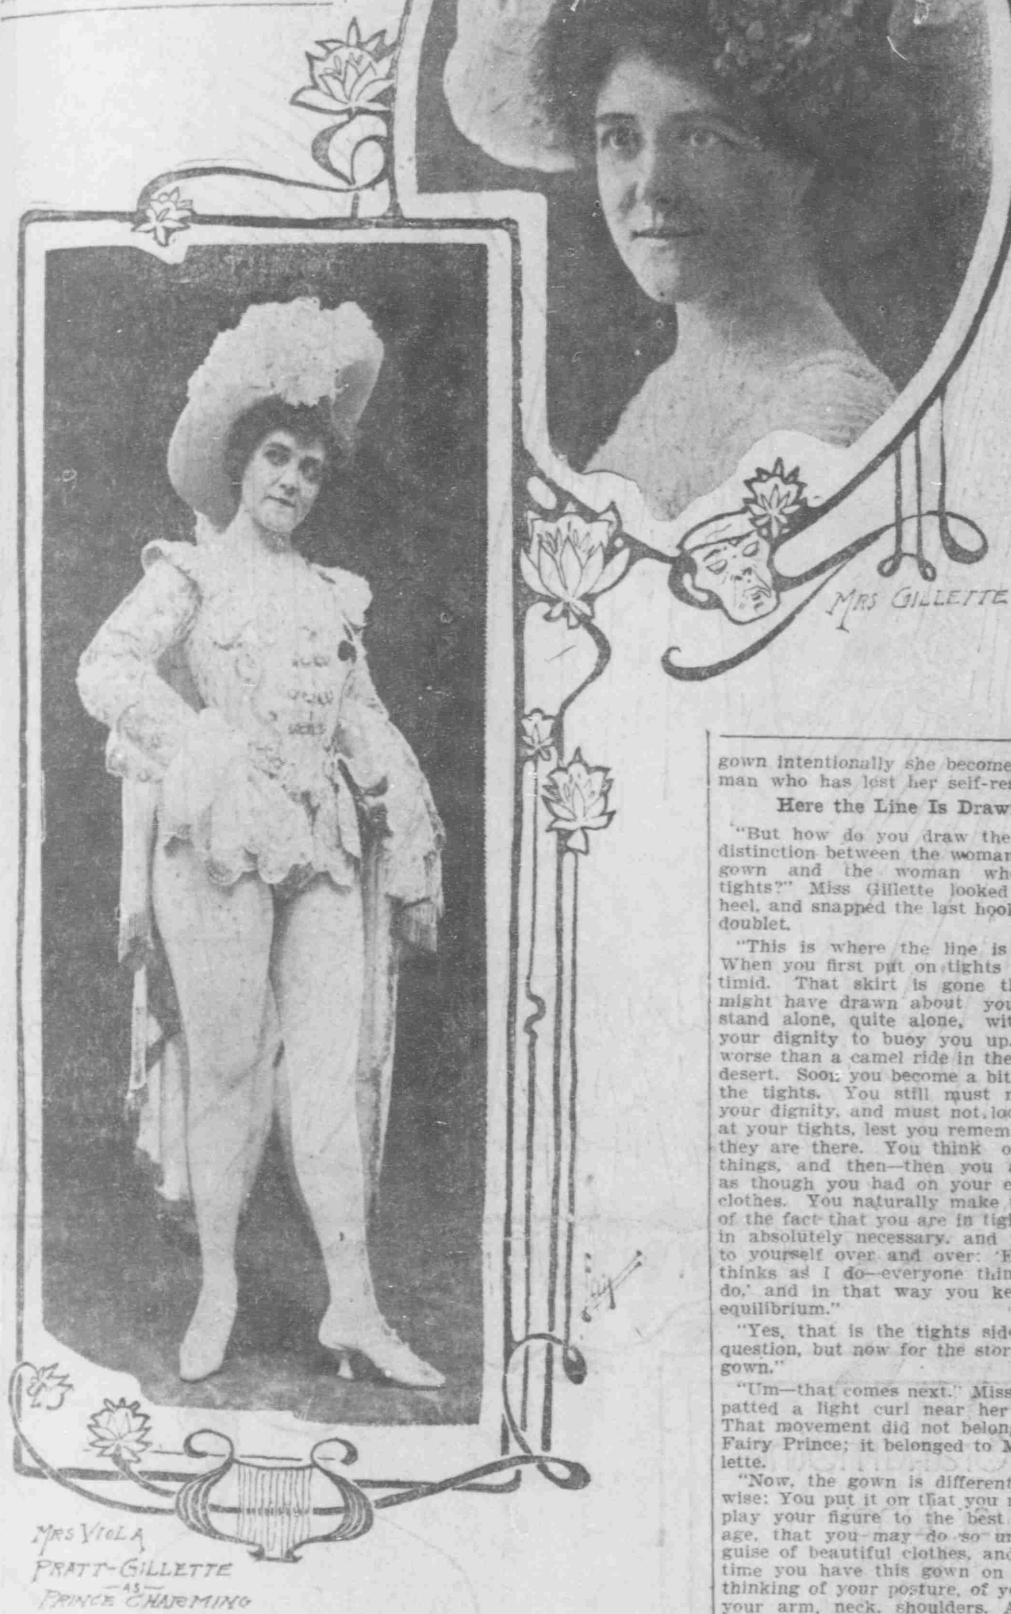 MRS GILLETTE
gown intentionally she become
man who has lost her self-re
Here the Line Is Draw
"But how do you draw the
distinction between the woman
gown and the woman wh
tights?" Miss Gillette looked
heel, and snapped the last hook
doublet.
"This is where the line is
When you first put on tights
timid. That skirt is gone th
might have drawn about you
stand alone, quite alone, wit
your dignity to buoy you up.
worse than a camel ride in the
desert. Soon you become a bit
the tights. You still must
your dignity, and must not loo
at your tights, lest you remem
they are there. You think o
things, and then—then you a
as though you had on your e
clothes. You naturally make
of the fact that you are in tigh
in absolutely necessary, and
to yourself over and over: 'H
thinks as I do—everyone thin
do,' and in that way you ke
equilibrium."
"Yes, that is the tights sid
question, but now for the stor
gown."
"Um—that comes next." Miss
patted a light curl near her
That movement did not belon
Fairy Prince; it belonged to M
lette.
"Now, the gown is different
wise: You put it on that you
play your figure to the best
age, that you may do so un
guise of beautiful clothes, and
time you have this gown on
thinking of your posture, of yo
your arm, neck, shoulders. A
MRS VIOLA
PRATT-GILLETTE
—AS—
PRINCE CHARMING